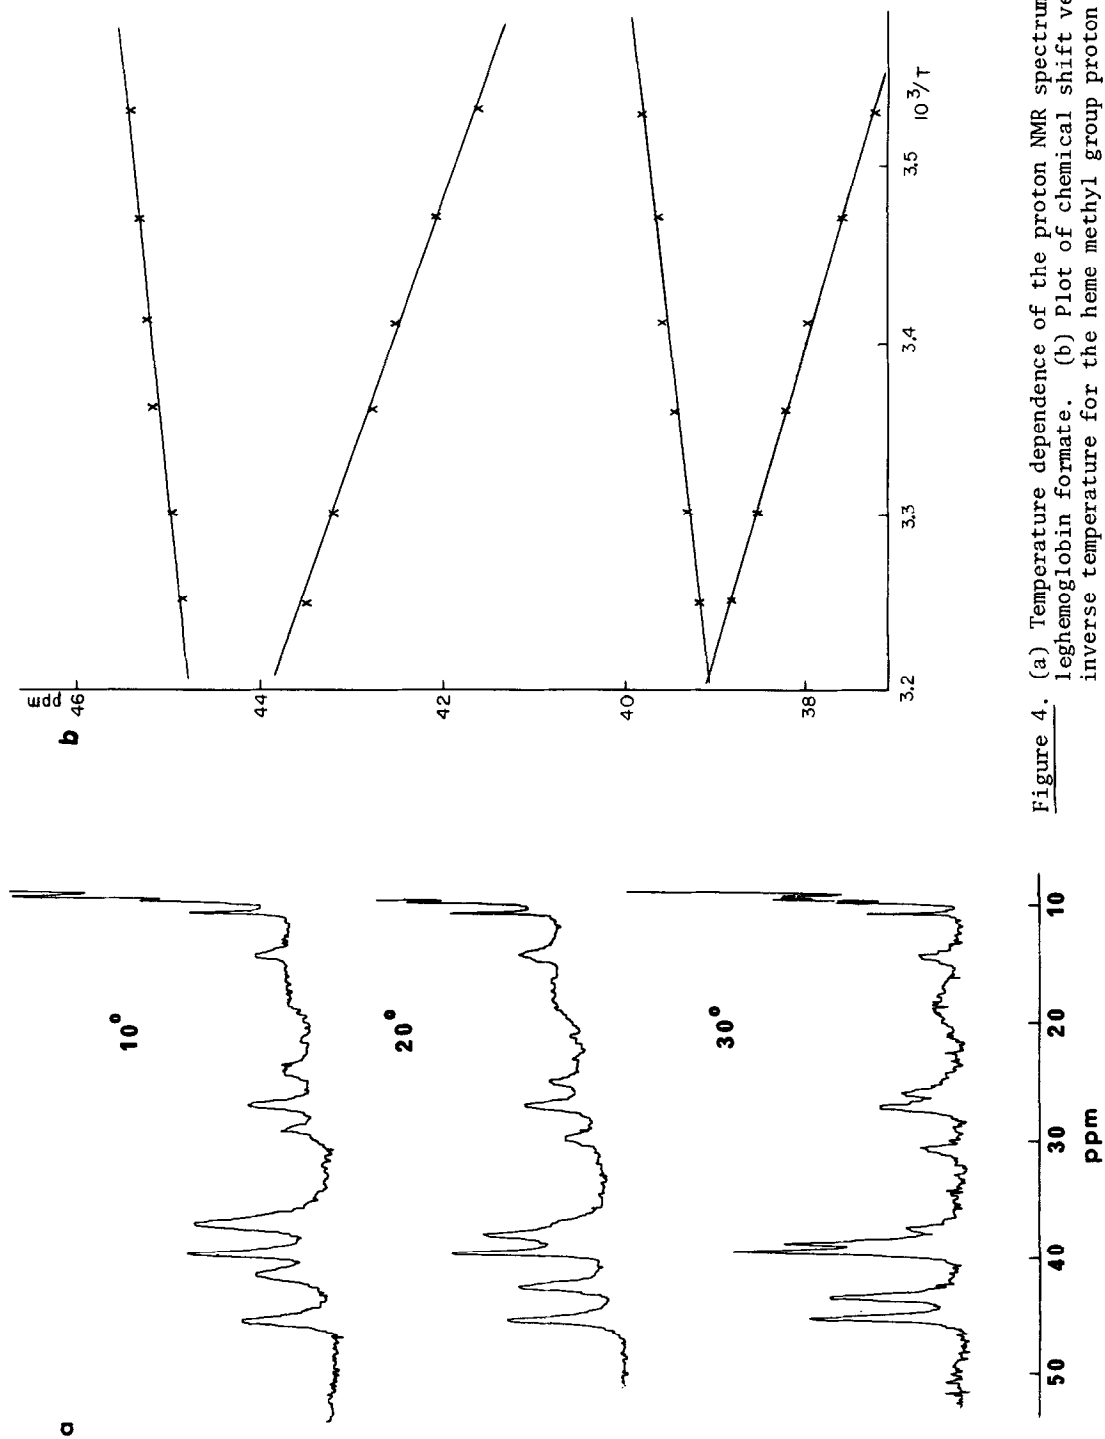 a
10°
20°
30°
50
40
30
20
10
ppm
b
ppm
46
44
42
40
38
3.2
3.3
3.4
3.5
10³/T
Figure 4. (a) Temperature dependence of the proton NMR spectrum
leghemoglobin formate. (b) Plot of chemical shift
inverse temperature for the heme methyl group proton